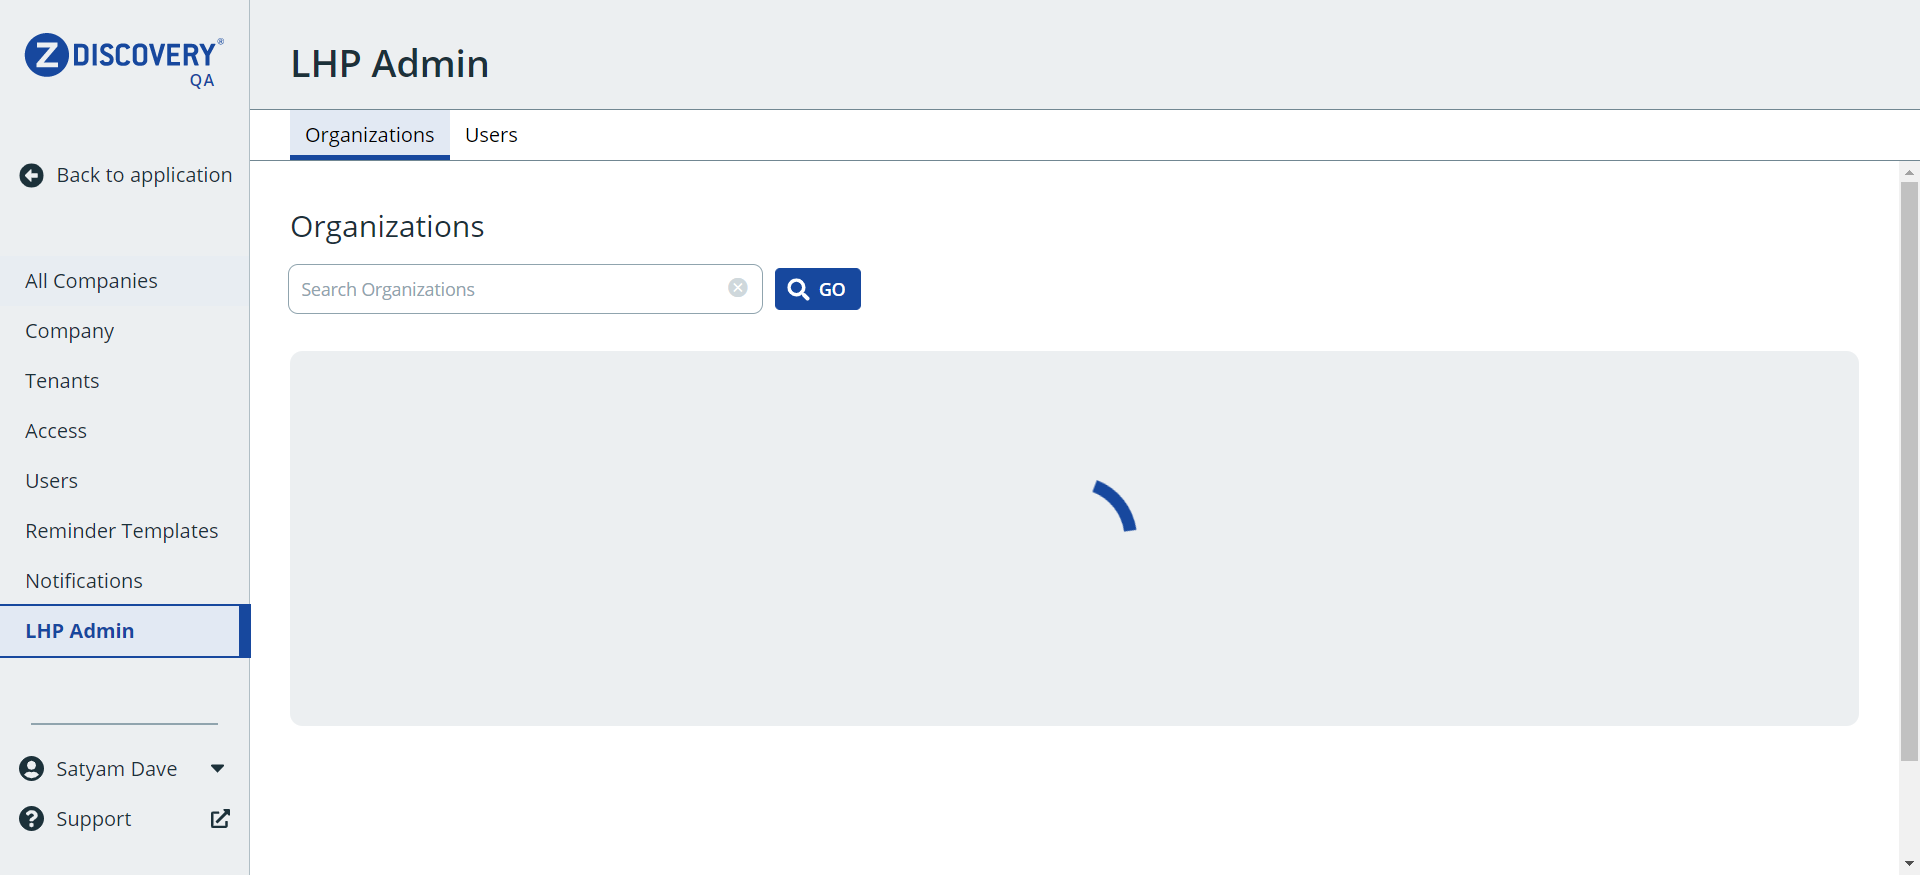 Z DISCOVERY®
QA
Back to application
All Companies
Company
Tenants
Access
Users
Reminder Templates
Notifications
LHP Admin
Satyam Dave
Support
LHP Admin
Organizations Users
Organizations
Search Organizations GO